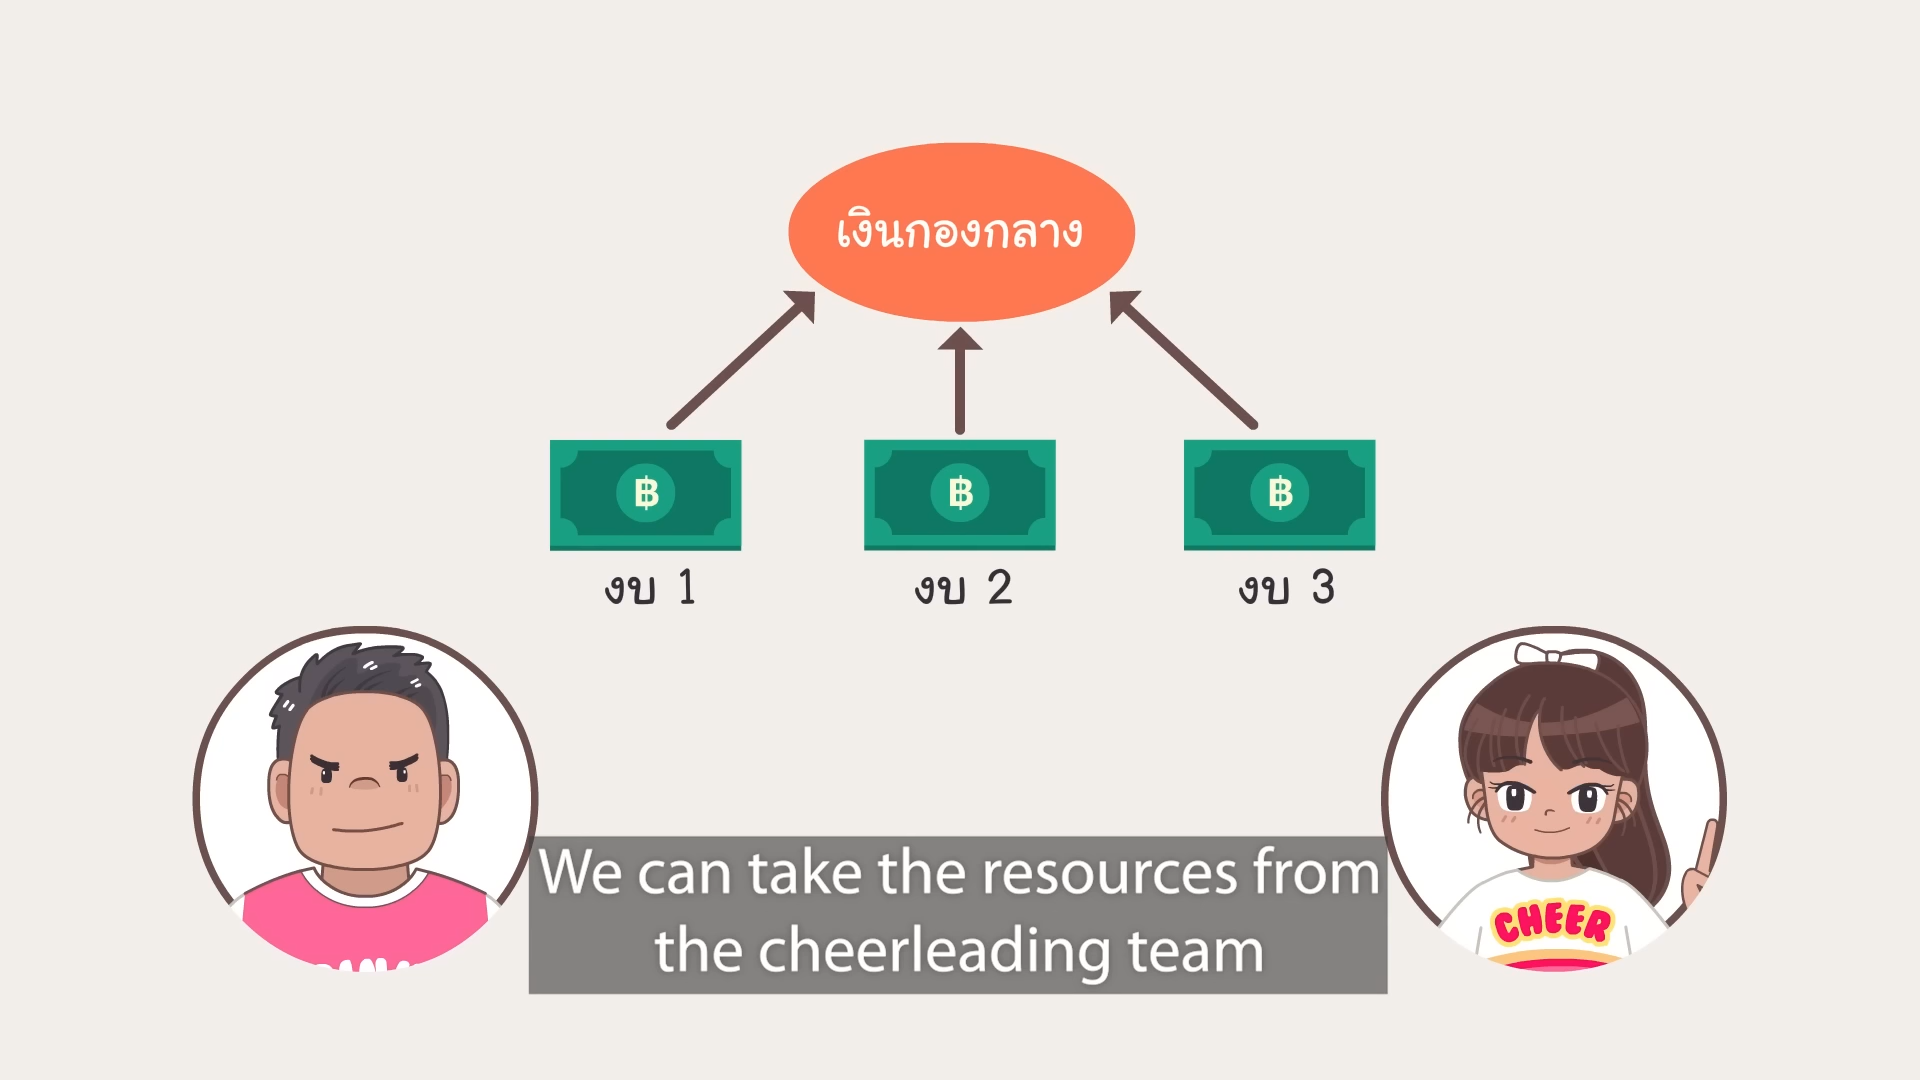 เงินกองกลาง
฿ ฿ ฿
งบ 1 งบ 2 งบ 3
CHEER
We can take the resources from
the cheerleading team